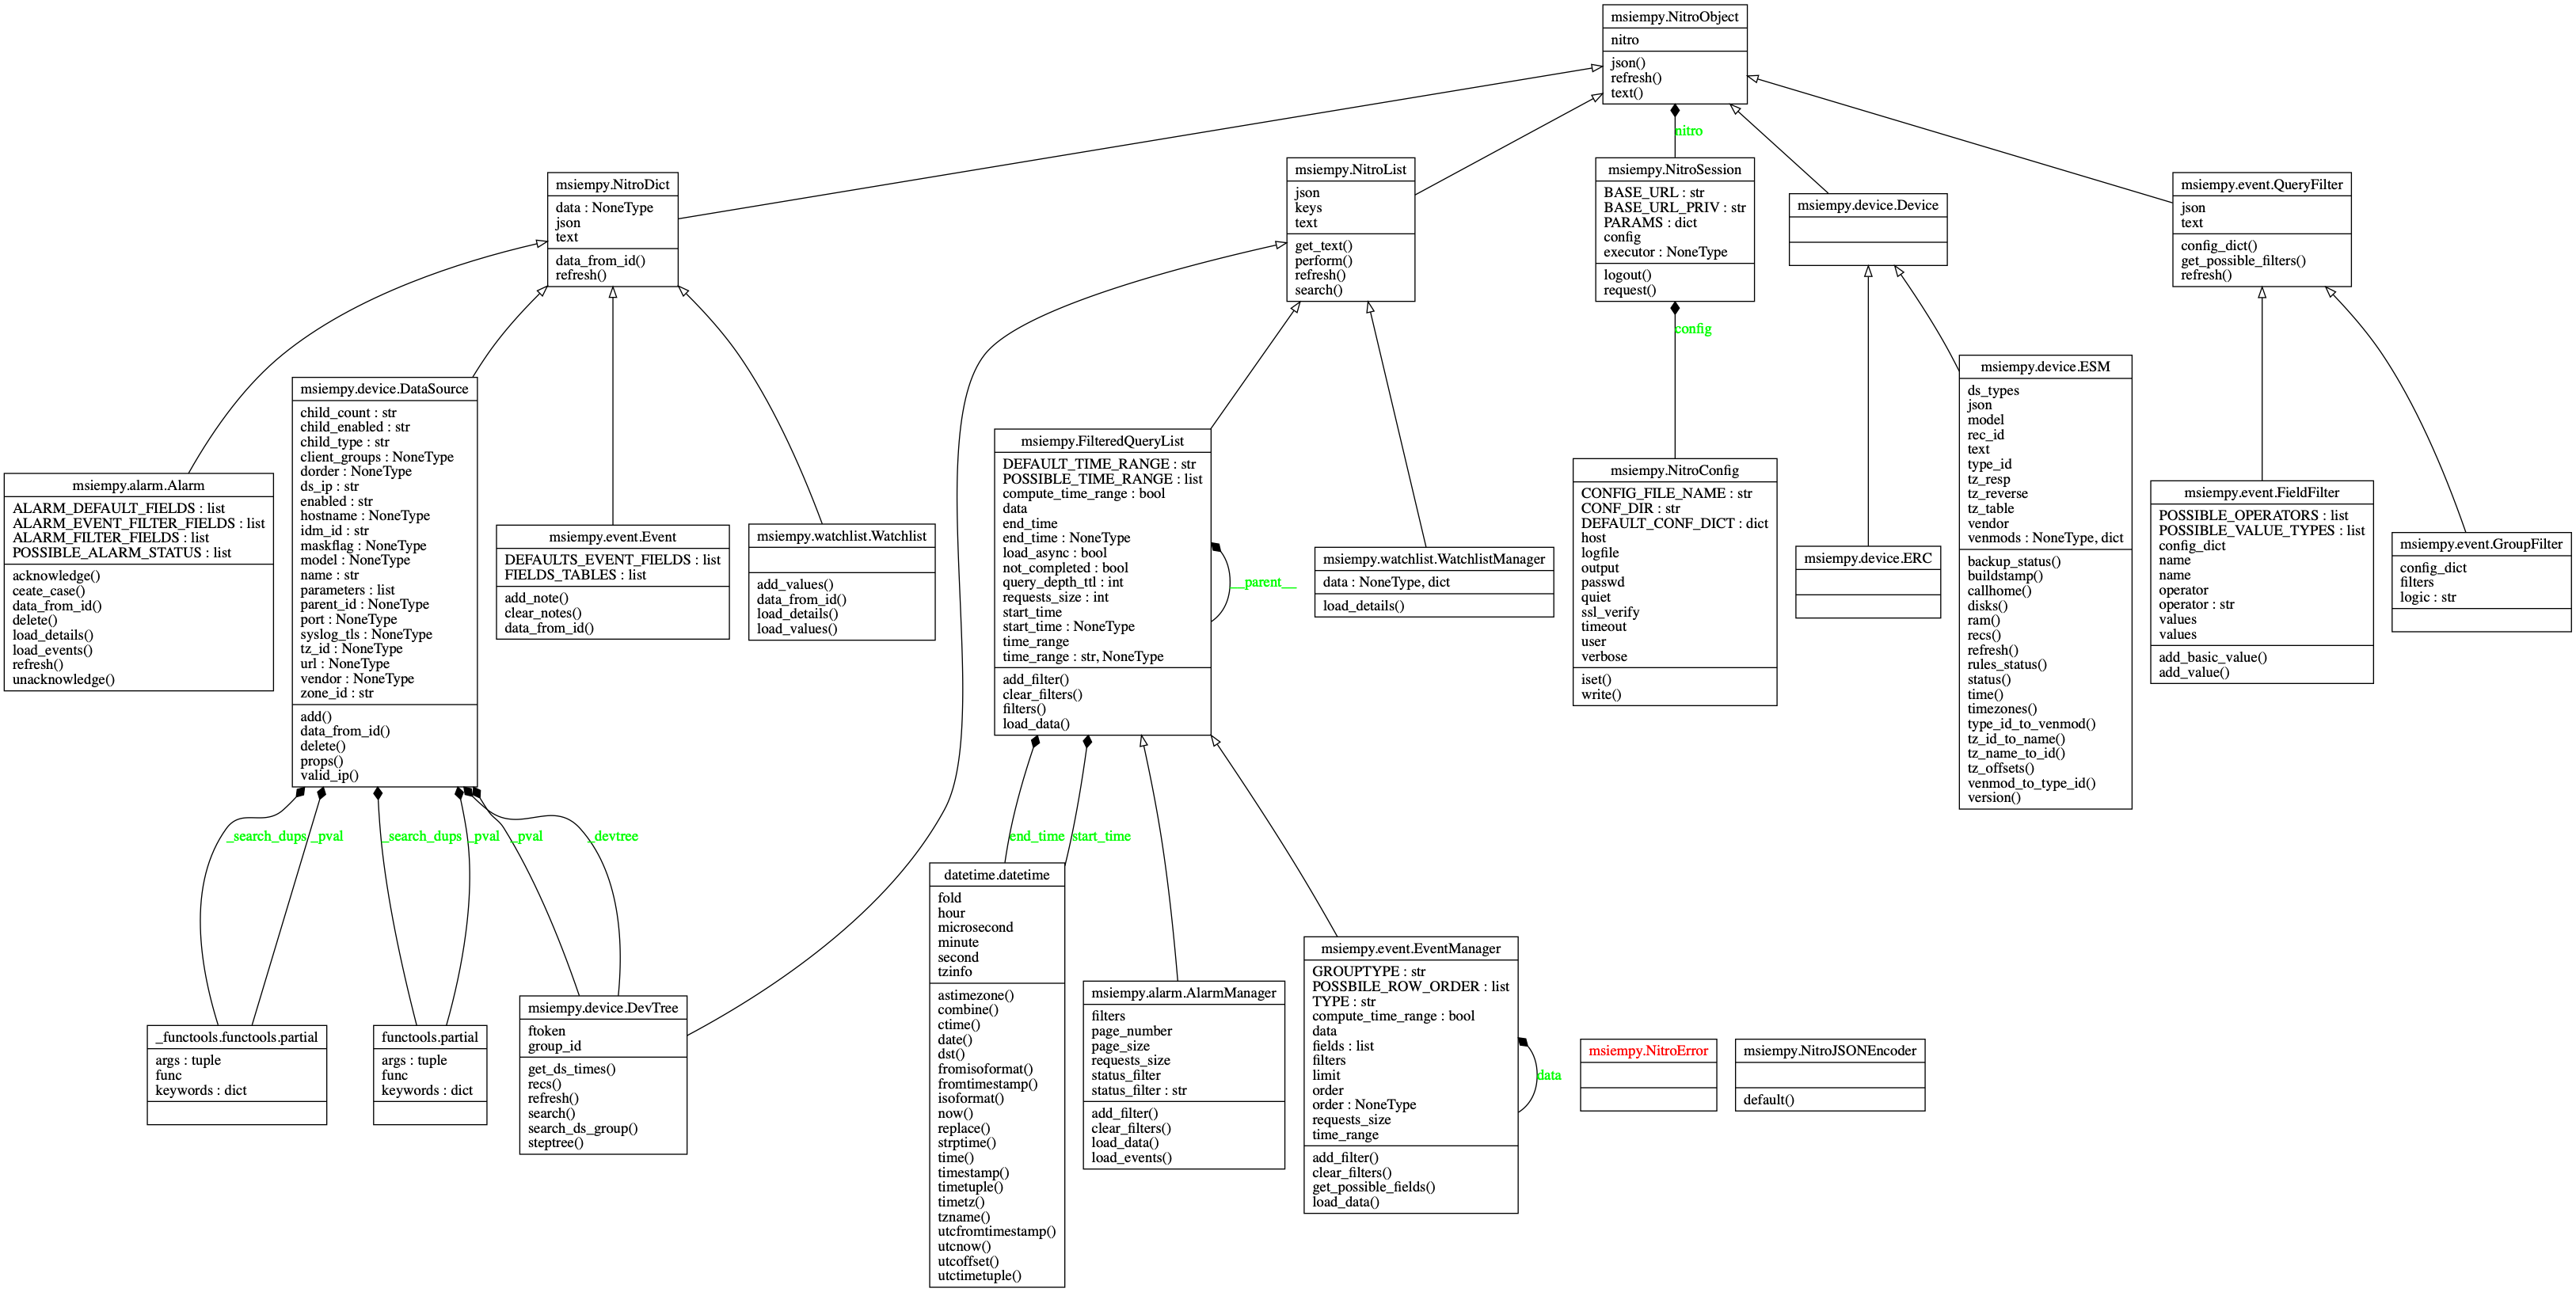 msiempy.NitroObject
nitro
json()
refresh()
text()
nitro
msiempy.NitroDict
data : NoneType
json
text
data_from_id()
refresh()
msiempy.NitroList
json
keys
text
get_text()
perform()
refresh()
search()
msiempy.NitroSession
BASE_URL : str
BASE_URL_PRIV : str
PARAMS : dict
config
executor : NoneType
logout()
request()
config
msiempy.device.Device
msiempy.event.QueryFilter
json
text
config_dict()
get_possible_filters()
refresh()
msiempy.alarm.Alarm
ALARM_DEFAULT_FIELDS : list
ALARM_EVENT_FILTER_FIELDS : list
ALARM_FILTER_FIELDS : list
POSSIBLE_ALARM_STATUS : list
acknowledge()
ceate_case()
data_from_id()
delete()
load_details()
load_events()
refresh()
unacknowledge()
msiempy.device.DataSource
child_count : str
child_enabled : str
child_type : str
client_groups : NoneType
dorder : NoneType
ds_ip : str
enabled : str
hostname : NoneType
idm_id : str
maskflag : NoneType
model : NoneType
name : str
parameters : list
parent_id : NoneType
port : NoneType
syslog_tls : NoneType
tz_id : NoneType
url : NoneType
vendor : NoneType
zone_id : str
add()
data_from_id()
delete()
props()
valid_ip()
msiempy.event.Event
DEFAULTS_EVENT_FIELDS : list
FIELDS_TABLES : list
add_note()
clear_notes()
data_from_id()
msiempy.watchlist.Watchlist
add_values()
data_from_id()
load_details()
load_values()
msiempy.FilteredQueryList
DEFAULT_TIME_RANGE : str
POSSIBLE_TIME_RANGE : list
compute_time_range : bool
data
end_time
end_time : NoneType
load_async : bool
not_completed : bool
query_depth_ttl : int
requests_size : int
start_time
start_time : NoneType
time_range
time_range : str, NoneType
add_filter()
clear_filters()
filters()
load_data()
__parent__
msiempy.watchlist.WatchlistManager
data : NoneType, dict
load_details()
msiempy.NitroConfig
CONFIG_FILE_NAME : str
CONF_DIR : str
DEFAULT_CONF_DICT : dict
host
logfile
output
passwd
quiet
ssl_verify
timeout
user
verbose
iset()
write()
msiempy.device.ERC
msiempy.device.ESM
ds_types
json
model
rec_id
text
type_id
tz_resp
tz_reverse
tz_table
vendor
venmods : NoneType, dict
backup_status()
buildstamp()
callhome()
disks()
ram()
recs()
refresh()
rules_status()
status()
time()
timezones()
type_id_to_venmod()
tz_id_to_name()
tz_name_to_id()
tz_offsets()
venmod_to_type_id()
version()
msiempy.event.FieldFilter
POSSIBLE_OPERATORS : list
POSSIBLE_VALUE_TYPES : list
config_dict
name
name
operator
operator : str
values
values
add_basic_value()
add_value()
msiempy.event.GroupFilter
config_dict
filters
logic : str
_search_dups
_pval
_search_dups
_pval
_pval
_devtree
end_time
start_time
_functools.functools.partial
args : tuple
func
keywords : dict
functools.partial
args : tuple
func
keywords : dict
msiempy.device.DevTree
ftoken
group_id
get_ds_times()
recs()
refresh()
search()
search_ds_group()
steptree()
datetime.datetime
fold
hour
microsecond
minute
second
tzinfo
astimezone()
combine()
ctime()
date()
dst()
fromisoformat()
fromtimestamp()
isoformat()
now()
replace()
strptime()
time()
timestamp()
timetuple()
timetz()
tzname()
utcfromtimestamp()
utcnow()
utcoffset()
utctimetuple()
msiempy.alarm.AlarmManager
filters
page_number
page_size
requests_size
status_filter
status_filter : str
add_filter()
clear_filters()
load_data()
load_events()
msiempy.event.EventManager
GROUPTYPE : str
POSSBILE_ROW_ORDER : list
TYPE : str
compute_time_range : bool
data
fields : list
filters
limit
order
order : NoneType
requests_size
time_range
add_filter()
clear_filters()
get_possible_fields()
load_data()
data
msiempy.NitroError
msiempy.NitroJSONEncoder
default()